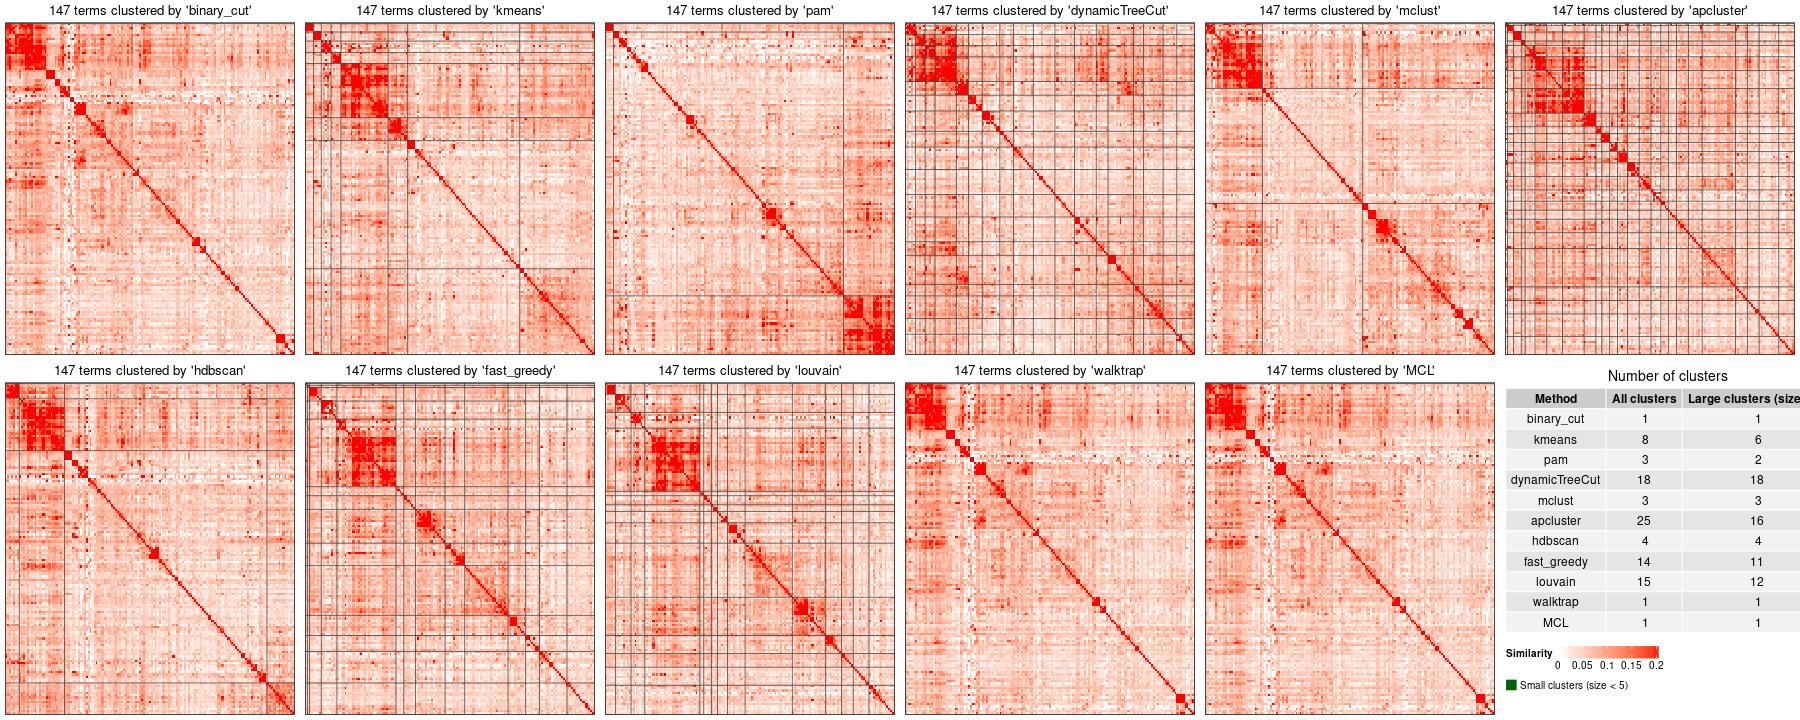 147 terms clustered by 'binary_cut'
147 terms clustered by 'kmeans'
147 terms clustered by 'pam'
147 terms clustered by 'dynamicTreeCut'
147 terms clustered by 'mclust'
147 terms clustered by 'apcluster'
147 terms clustered by 'hdbscan'
147 terms clustered by 'fast_greedy'
147 terms clustered by 'louvain'
147 terms clustered by 'walktrap'
147 terms clustered by 'MCL'
Number of clusters
Method All clusters Large clusters (size
binary_cut 1 1
kmeans 8 6
pam 3 2
dynamicTreeCut 18 18
mclust 3 3
apcluster 25 16
hdbscan 4 4
fast_greedy 14 11
louvain 15 12
walktrap 1 1
MCL 1 1
Similarity
0 0.05 0.1 0.15 0.2
Small clusters (size < 5)